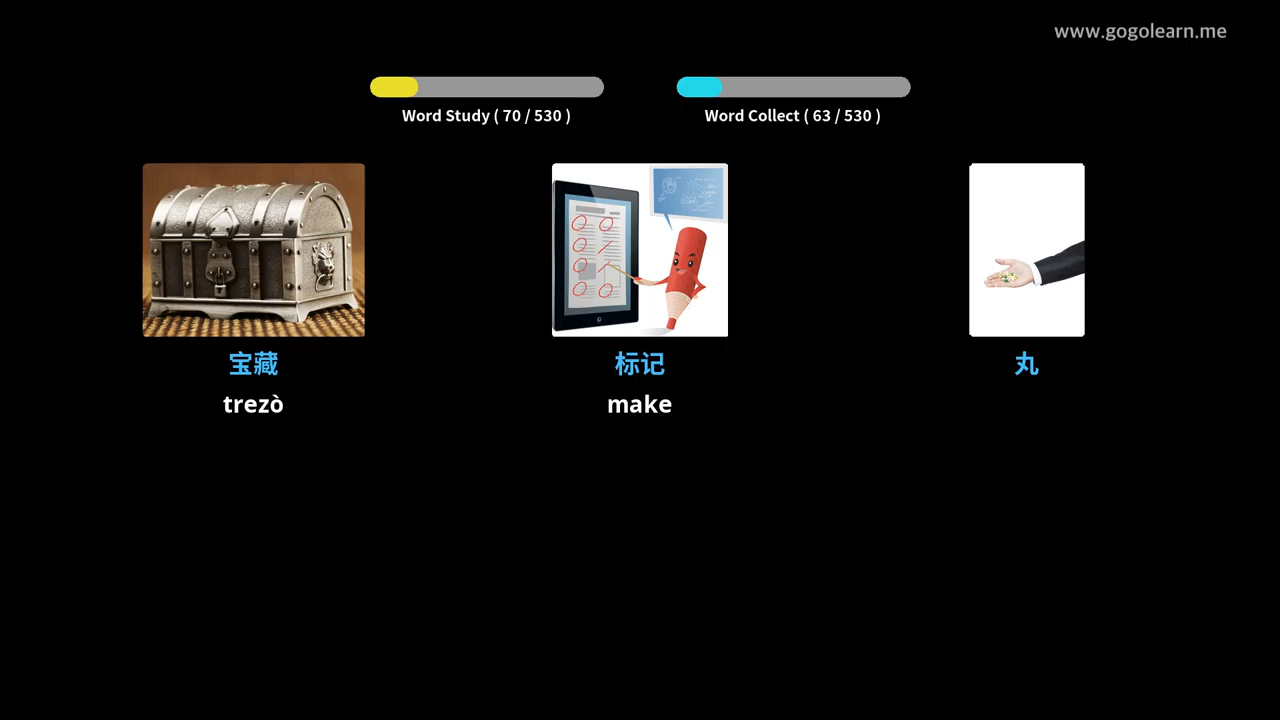 www.gogolearn.me
Word Study ( 70 / 530 )
Word Collect ( 63 / 530 )
宝藏
标记
丸
trezò
make